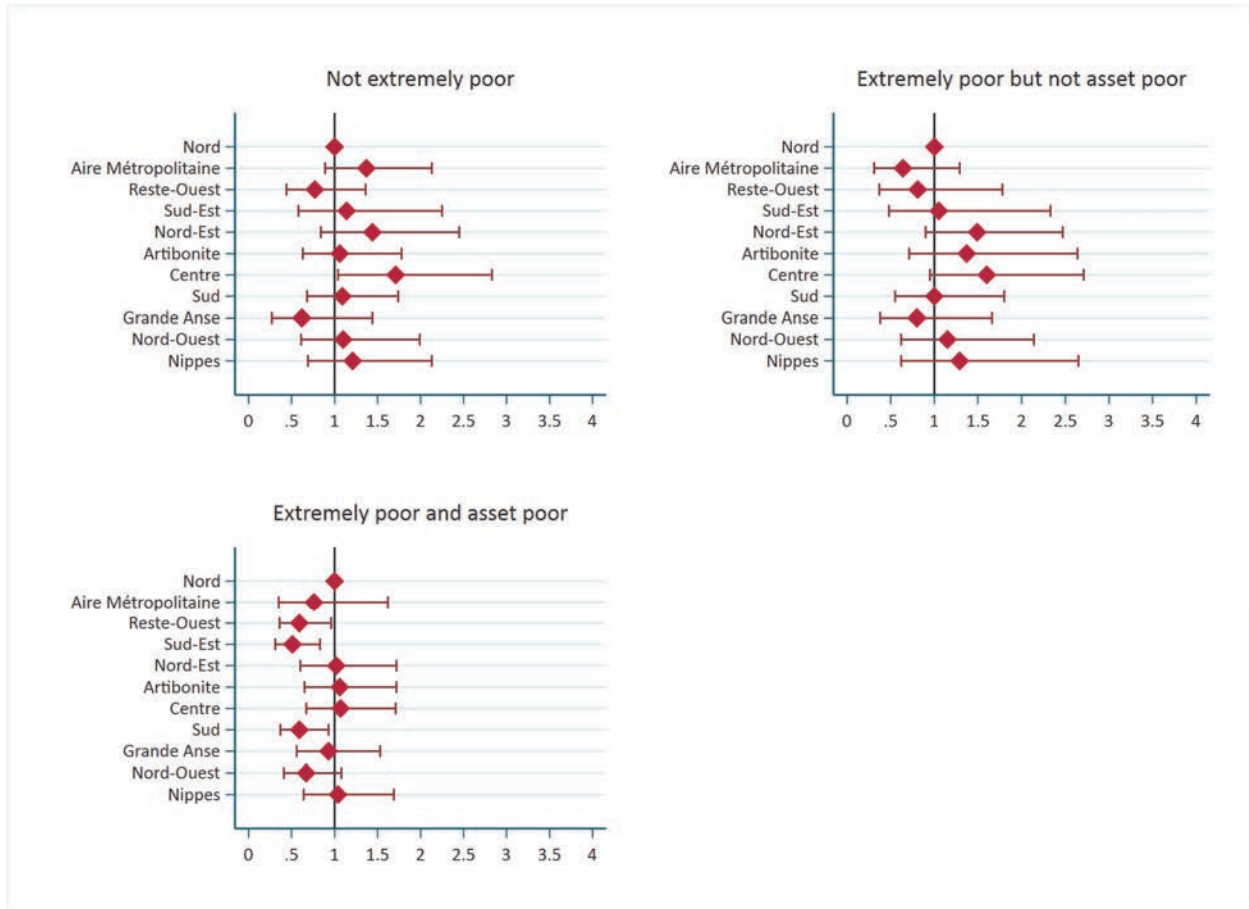 Not extremely poor
Nord
Aire Métropolitaine
Reste-Ouest
Sud-Est
Nord-Est
Artibonite
Centre
Sud
Grande Anse
Nord-Ouest
Nippes
0 .5 1 1.5 2 2.5 3 3.5 4
Extremely poor but not asset poor
Nord
Aire Métropolitaine
Reste-Ouest
Sud-Est
Nord-Est
Artibonite
Centre
Sud
Grande Anse
Nord-Ouest
Nippes
0 .5 1 1.5 2 2.5 3 3.5 4
Extremely poor and asset poor
Nord
Aire Métropolitaine
Reste-Ouest
Sud-Est
Nord-Est
Artibonite
Centre
Sud
Grande Anse
Nord-Ouest
Nippes
0 .5 1 1.5 2 2.5 3 3.5 4